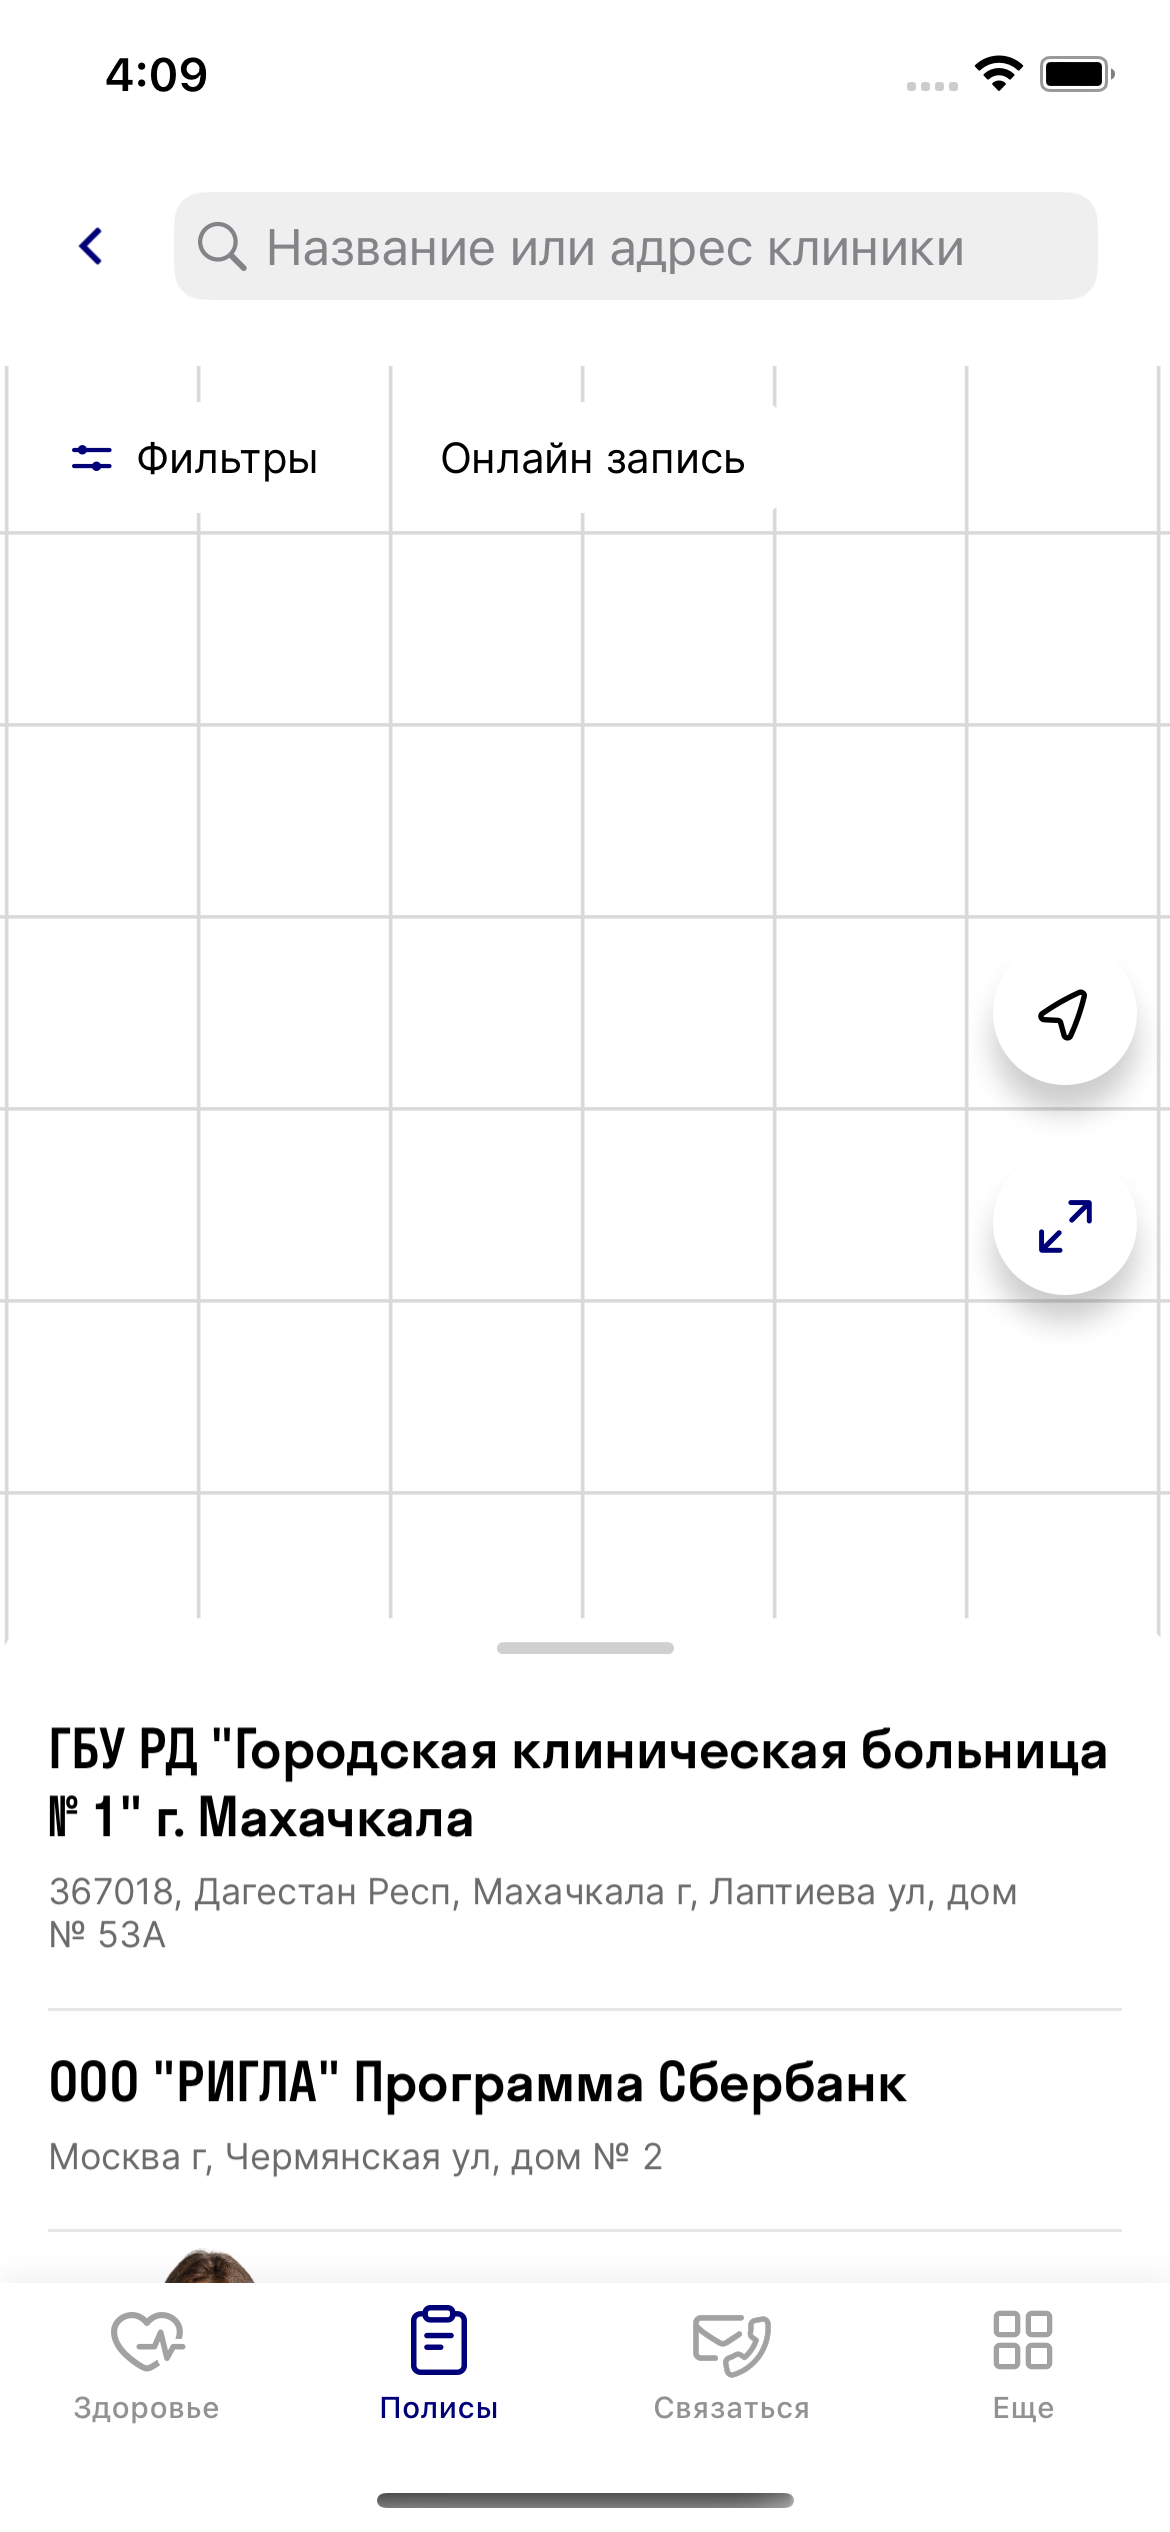 4:09
Название или адрес клиники
Фильтры
Онлайн запись
ГБУ РД "Городская клиническая больница
№ 1" г. Махачкала
367018, Дагестан Респ, Махачкала г, Лаптиева ул, дом
№ 53А
ООО "РИГЛА" Программа Сбербанк
Москва г, Чермянская ул, дом № 2
Здоровье
Полисы
Связаться
Еще